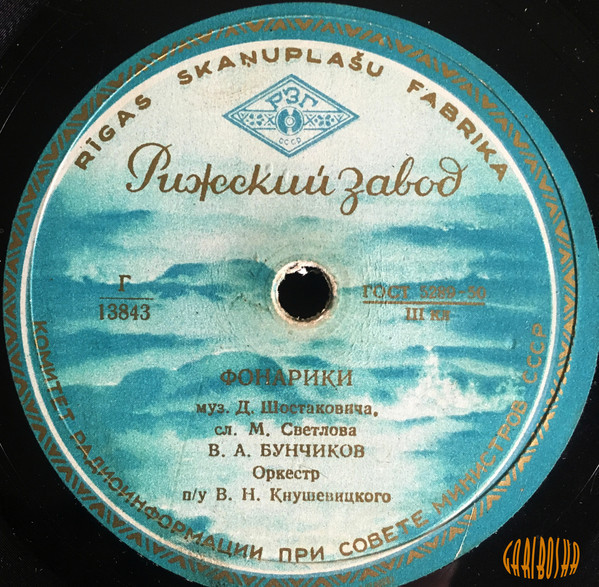 RĪGAS SKAŅUPLAŠU FABRIKA
РЗГ
СССР
Рижский завод
Г
13843
ГОСТ 5289-50
III кл
ФОНАРИКИ
муз. Д. Шостаковича,
сл. М. Светлова
В. А. БУНЧИКОВ
Оркестр
п/у В. Н. Кнушевицкого
КОМИТЕТ РАДИОИНФОРМАЦИИ ПРИ СОВЕТЕ МИНИСТРОВ СССР
GARIBOSHA